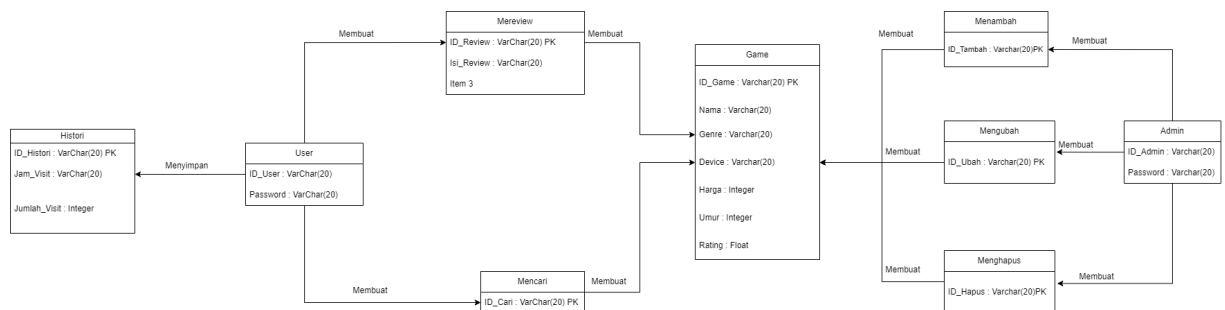 Mereview
ID_Review : VarChar(20) PK
Isi_Review : VarChar(20)
Item 3
Membuat
Membuat
Histori
ID_Histori : VarChar(20) PK
Jam_Visit : VarChar(20)
Jumlah_Visit : Integer
Menyimpan
User
ID_User : VarChar(20)
Password : VarChar(20)
Membuat
Mencari
ID_Cari : VarChar(20) PK
Membuat
Game
ID_Game : Varchar(20) PK
Nama : Varchar(20)
Genre : Varchar(20)
Device : Varchar(20)
Harga : Integer
Umur : Integer
Rating : Float
Membuat
Menambah
ID_Tambah : Varchar(20)PK
Membuat
Membuat
Mengubah
ID_Ubah : Varchar(20) PK
Membuat
Admin
ID_Admin : Varchar(20)
Password : Varchar(20)
Membuat
Menghapus
ID_Hapus : Varchar(20)PK
Membuat